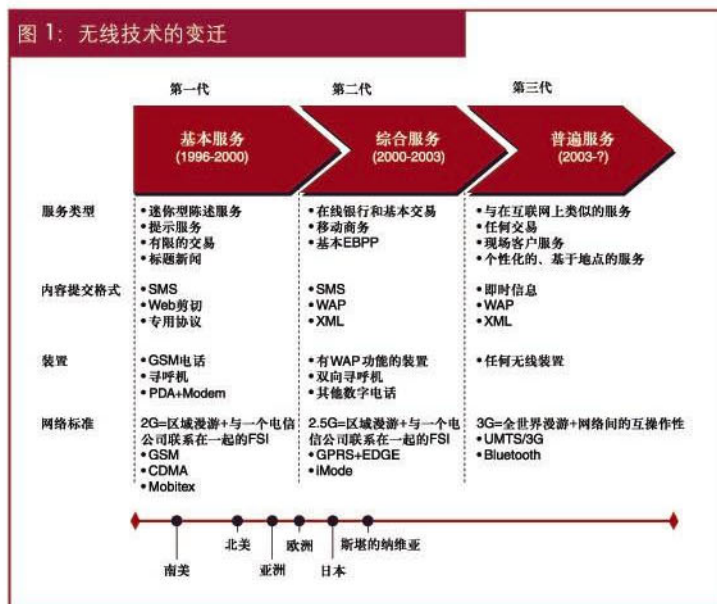 图 1：无线技术的变迁
第一代
第二代
第三代
基本服务
(1996-2000)
综合服务
(2000-2003)
普遍服务
(2003-?)
服务类型
•迷你型陈述服务
•提示服务
•有限的交易
•标题新闻
•在线银行和基本交易
•移动商务
•基本EBPP
•与在互联网上类似的服务
•任何交易
•现场客户服务
•个性化的、基于地点的服务
内容提交格式
•SMS
•Web剪切
•专用协议
•SMS
•WAP
•XML
•即时信息
•WAP
•XML
装置
•GSM电话
•寻呼机
•PDA+Modem
•有WAP功能的装置
•双向寻呼机
•其他数字电话
•任何无线装置
网络标准
2G=区域漫游+与一个电信
公司联系在一起的FSI
•GSM
•CDMA
•Mobitex
2.5G=区域漫游+与一个电
信公司联系在一起的FSI
•GPRS+EDGE
•iMode
3G=全世界漫游+网络间的互操作性
•UMTS/3G
•Bluetooth
南美
北美
亚洲
欧洲
日本
斯堪的纳维亚